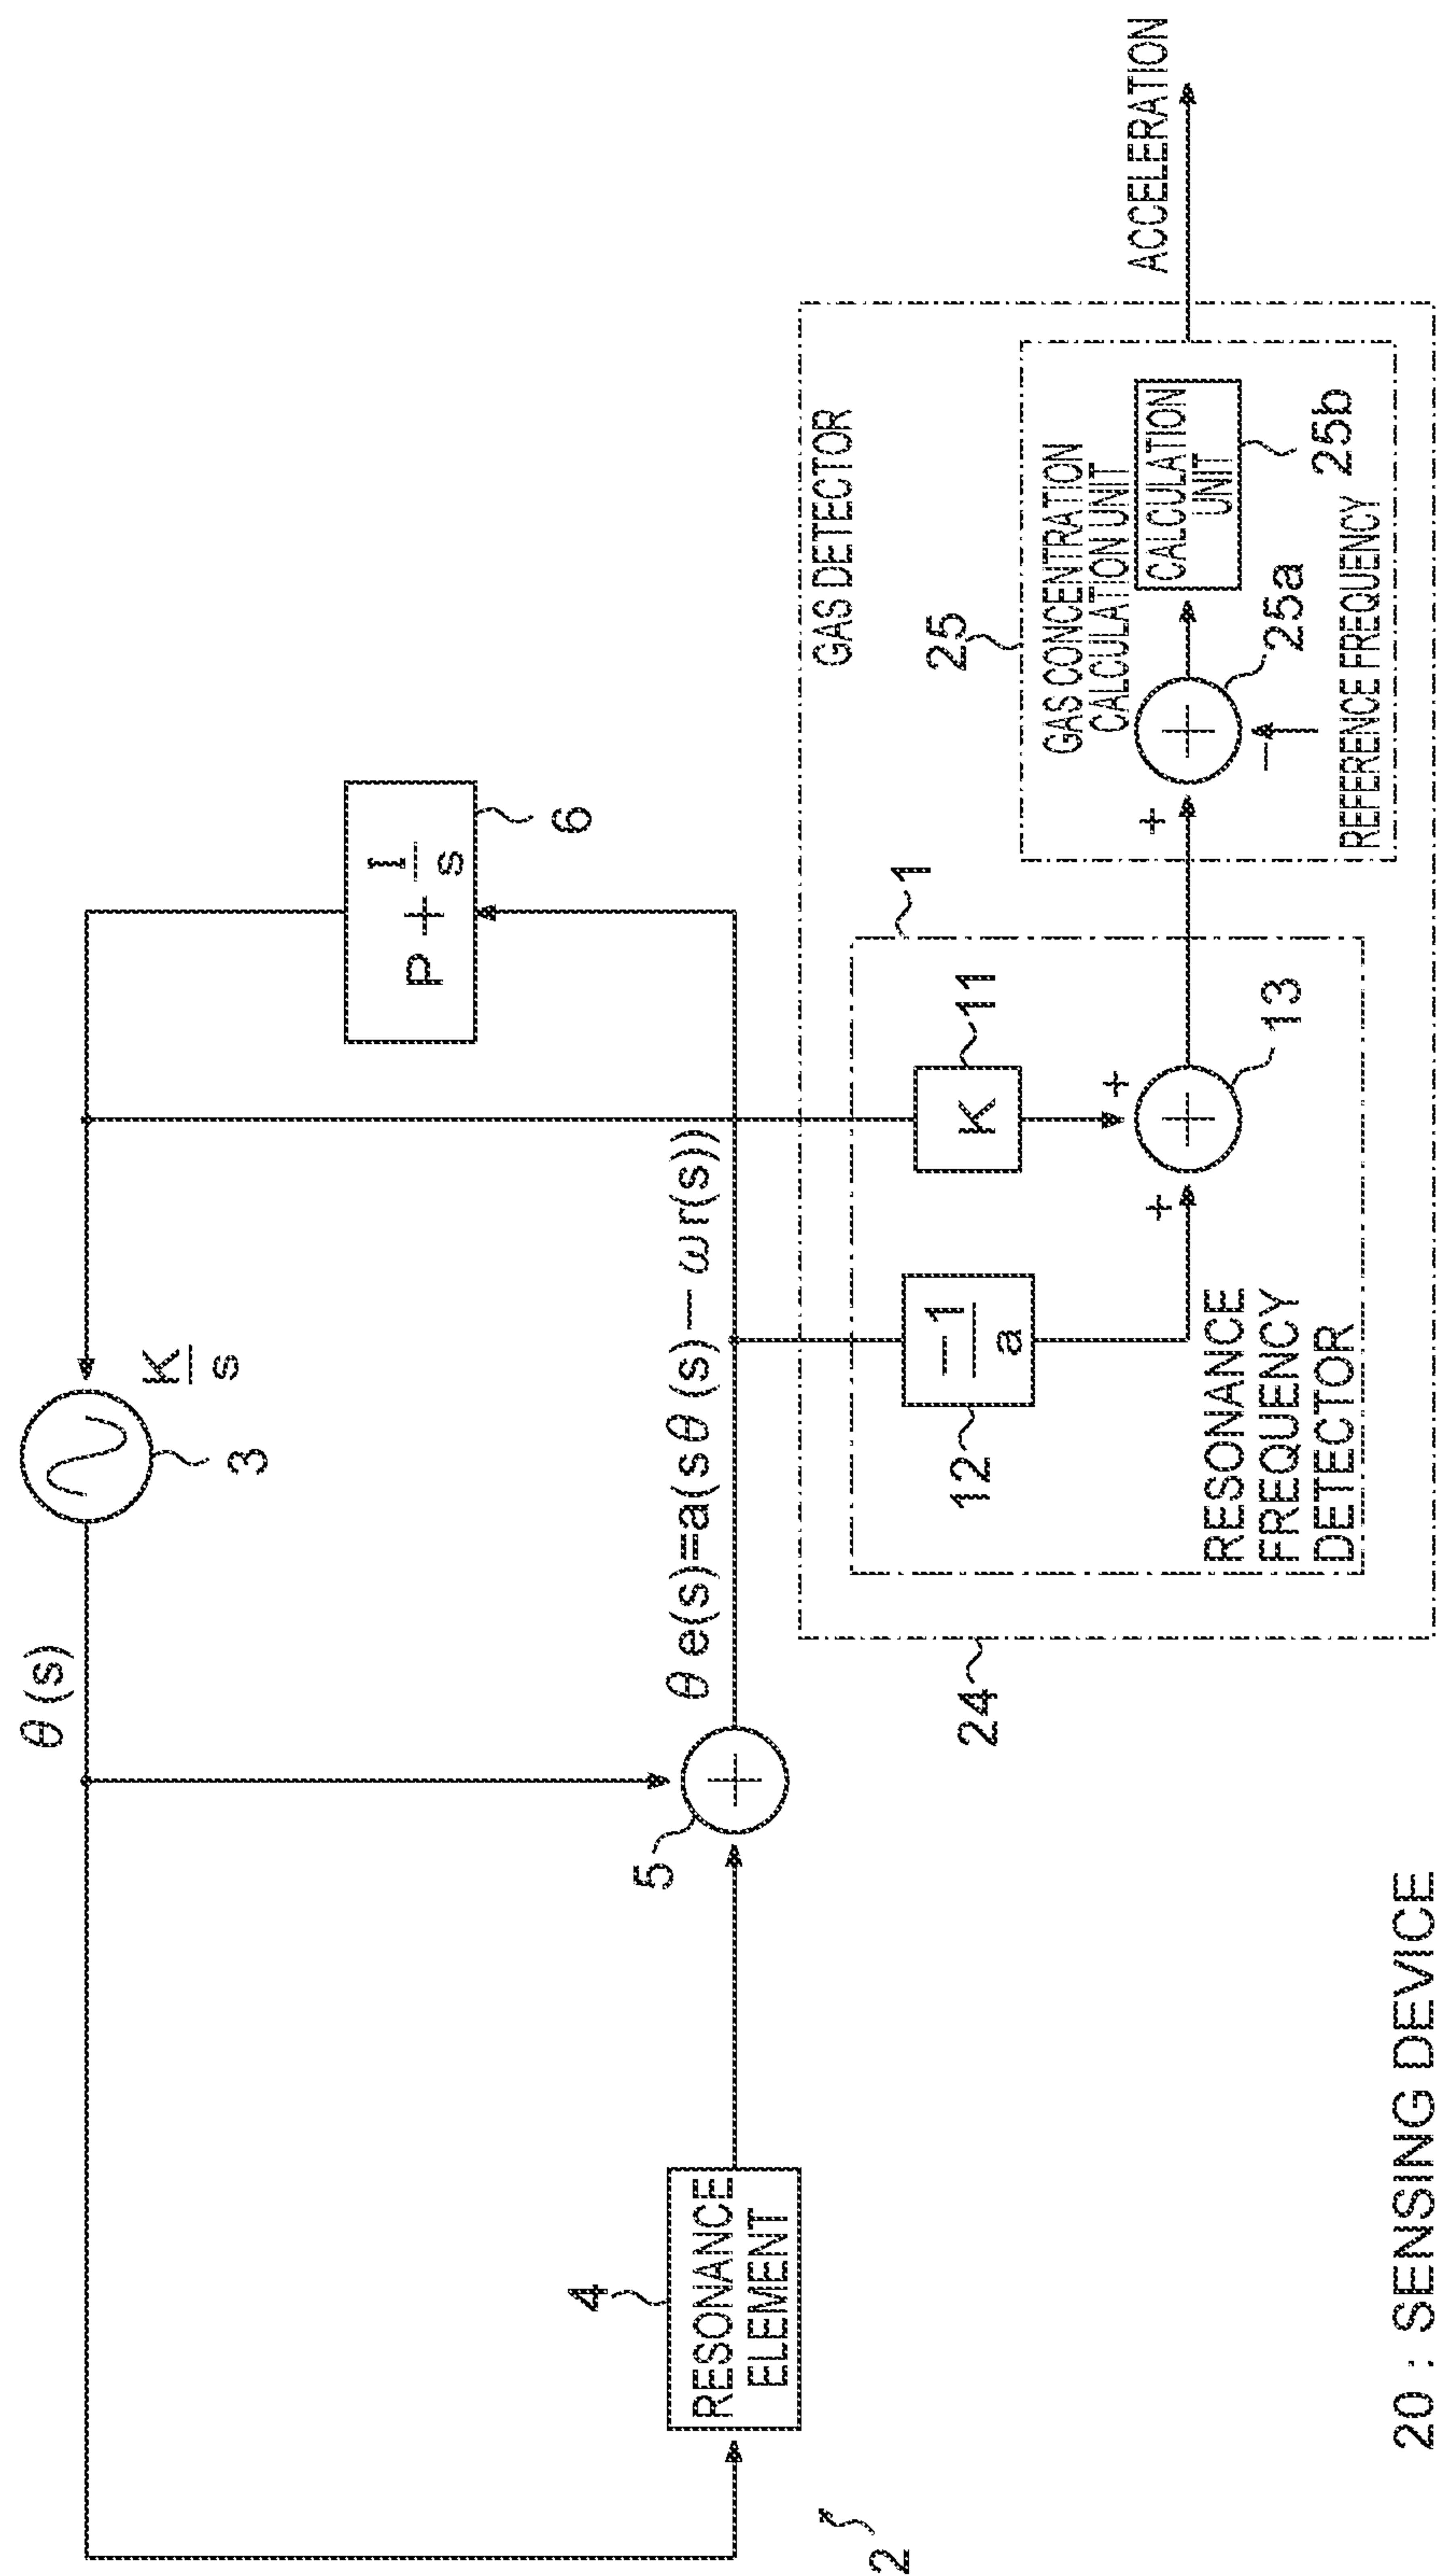 θ(s)
K/s
3
P + I/s
6
θe(s)=a(sθ(s)—ωr(s))
5
4
RESONANCE
ELEMENT
2
24
GAS DETECTOR
1
K
11
12
−1/a
+
+
13
RESONANCE
FREQUENCY
DETECTOR
25
GAS CONCENTRATION
CALCULATION UNIT
CALCULATION
UNIT
25b
+
−
25a
REFERENCE FREQUENCY
ACCELERATION
20 : SENSING DEVICE